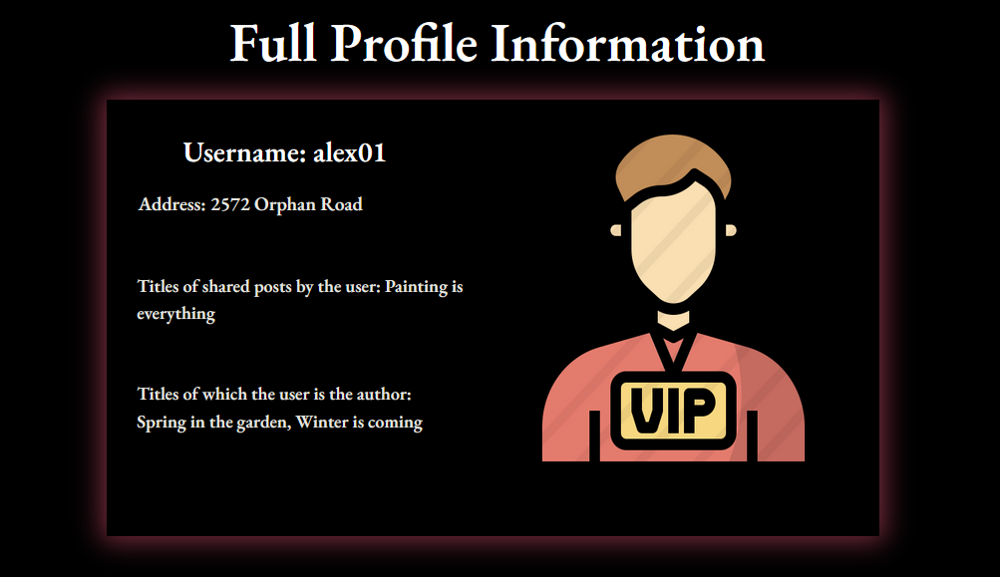 Full Profile Information
Username: alex01
Address: 2572 Orphan Road
Titles of shared posts by the user: Painting is
everything
Titles of which the user is the author:
Spring in the garden, Winter is coming
VIP